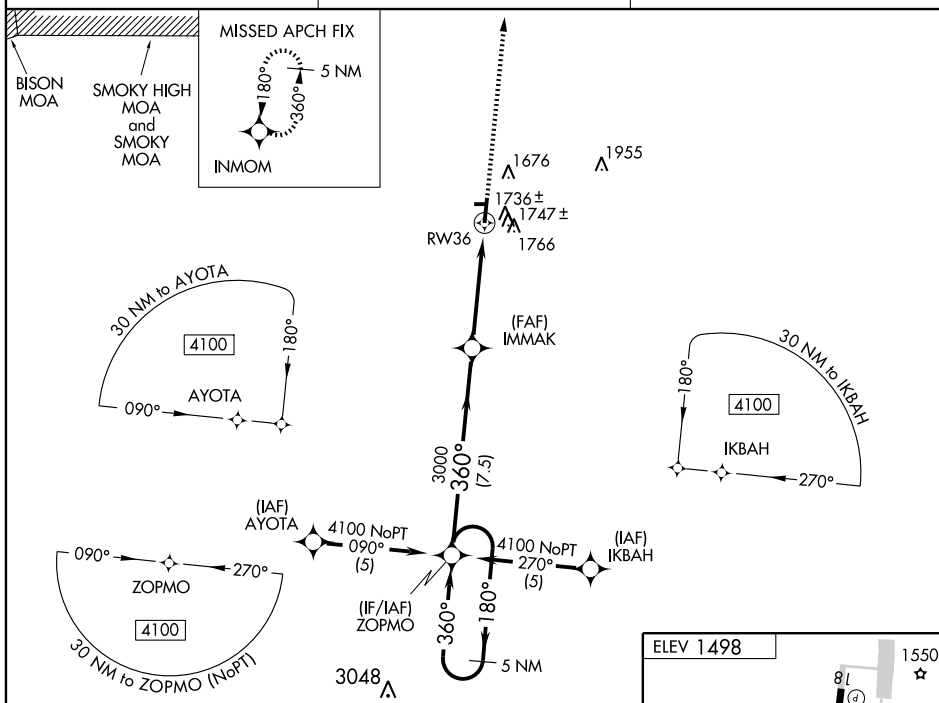 MISSED APCH FIX
5 NM
180°
360°
INMOM
BISON
MOA
SMOKY HIGH
MOA
and
SMOKY
MOA
1676
1955
1736±
1747±
1766
RW36
(FAF)
IMMAK
30 NM to AYOTA
4100
180°
AYOTA
090°
30 NM to IKBAH
180°
4100
IKBAH
270°
3000
360°
(7.5)
(IAF)
AYOTA
4100 NoPT
090°
(5)
4100 NoPT
270°
(5)
(IAF)
IKBAH
(IF/IAF)
ZOPMO
360°
180°
5 NM
090°
270°
ZOPMO
4100
30 NM to ZOPMO (NoPT)
3048
ELEV 1498
1550
18
P